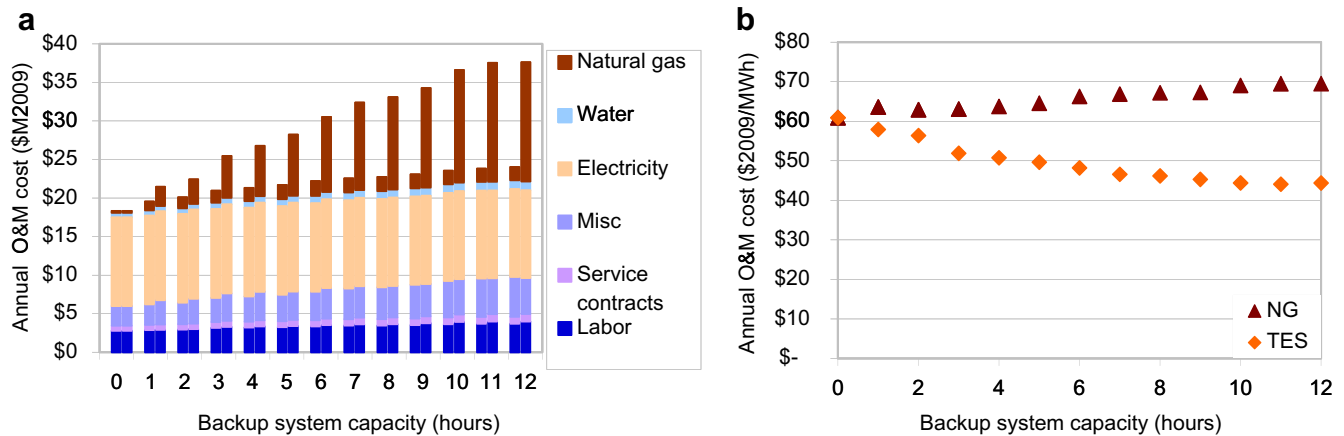 a
Annual O&M cost ($M2009)
$40
$35
$30
$25
$20
$15
$10
$5
$0
0 1 2 3 4 5 6 7 8 9 10 11 12
Backup system capacity (hours)
Natural gas
Water
Electricity
Misc
Service
contracts
Labor
b
Annual O&M cost ($2009/MWh)
$80
$70
$60
$50
$40
$30
$20
$10
$-
0 2 4 6 8 10 12
Backup system capacity (hours)
NG
TES